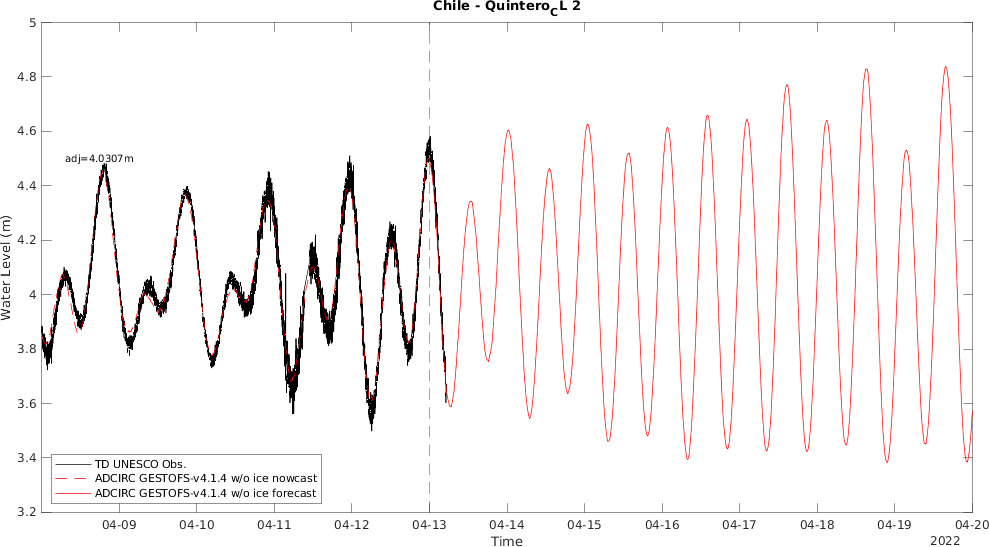 Chile - Quintero_CL 2
5
4.8
4.6
4.4
4.2
4
3.8
3.6
3.4
3.2
Water Level (m)
adj=4.0307m
TD UNESCO Obs.
ADCIRC GESTOFS-v4.1.4 w/o ice nowcast
ADCIRC GESTOFS-v4.1.4 w/o ice forecast
04-09 04-10 04-11 04-12 04-13 04-14 04-15 04-16 04-17 04-18 04-19 04-20
Time
2022